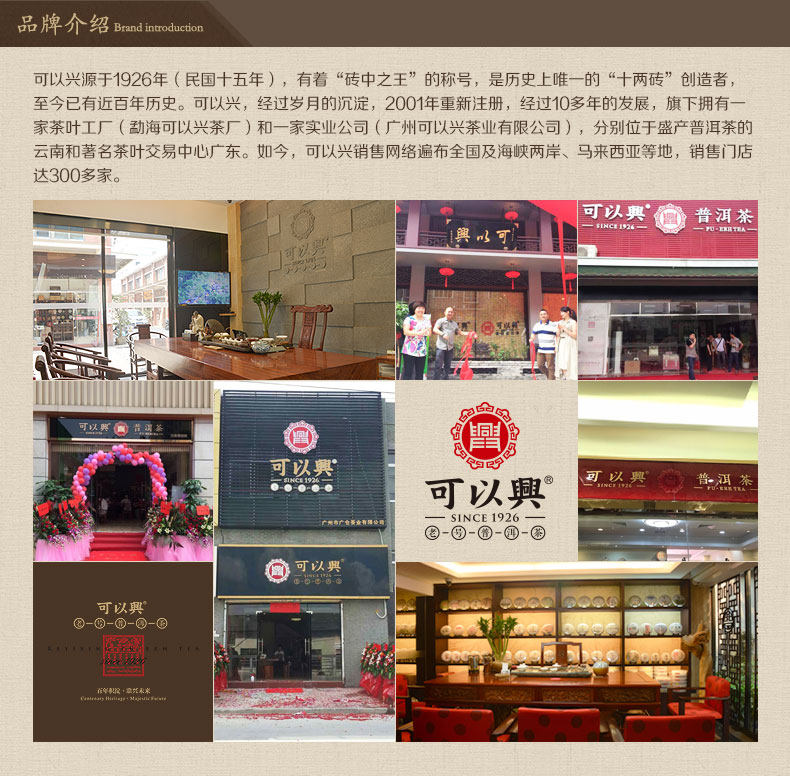 品牌介绍 Brand introduction
可以兴源于1926年（民国十五年），有着“砖中之王”的称号，是历史上唯一的“十两砖”创造者，
至今已有近百年历史。可以兴，经过岁月的沉淀，2001年重新注册，经过10多年的发展，旗下拥有一
家茶叶工厂（勐海可以兴茶厂）和一家实业公司（广州可以兴茶业有限公司），分别位于盛产普洱茶的
云南和著名茶叶交易中心广东。如今，可以兴销售网络遍布全国及海峡两岸、马来西亚等地，销售门店
达300多家。
可以興
興以可
可以興®
SINCE 1926
普洱茶
PU·ERH TEA
可以興
普洱茶
可以興®
SINCE 1926
广州市广仓茶业有限公司
可以興®
SINCE 1926
老号普洱茶
可以興
SINCE 1926
普洱茶
PU·ERH TEA
可以興
SINCE 1926
可以興®
老号普洱茶
since 1926
百年积淀·嘉兴未来
Centenary Heritage · Majestic Future